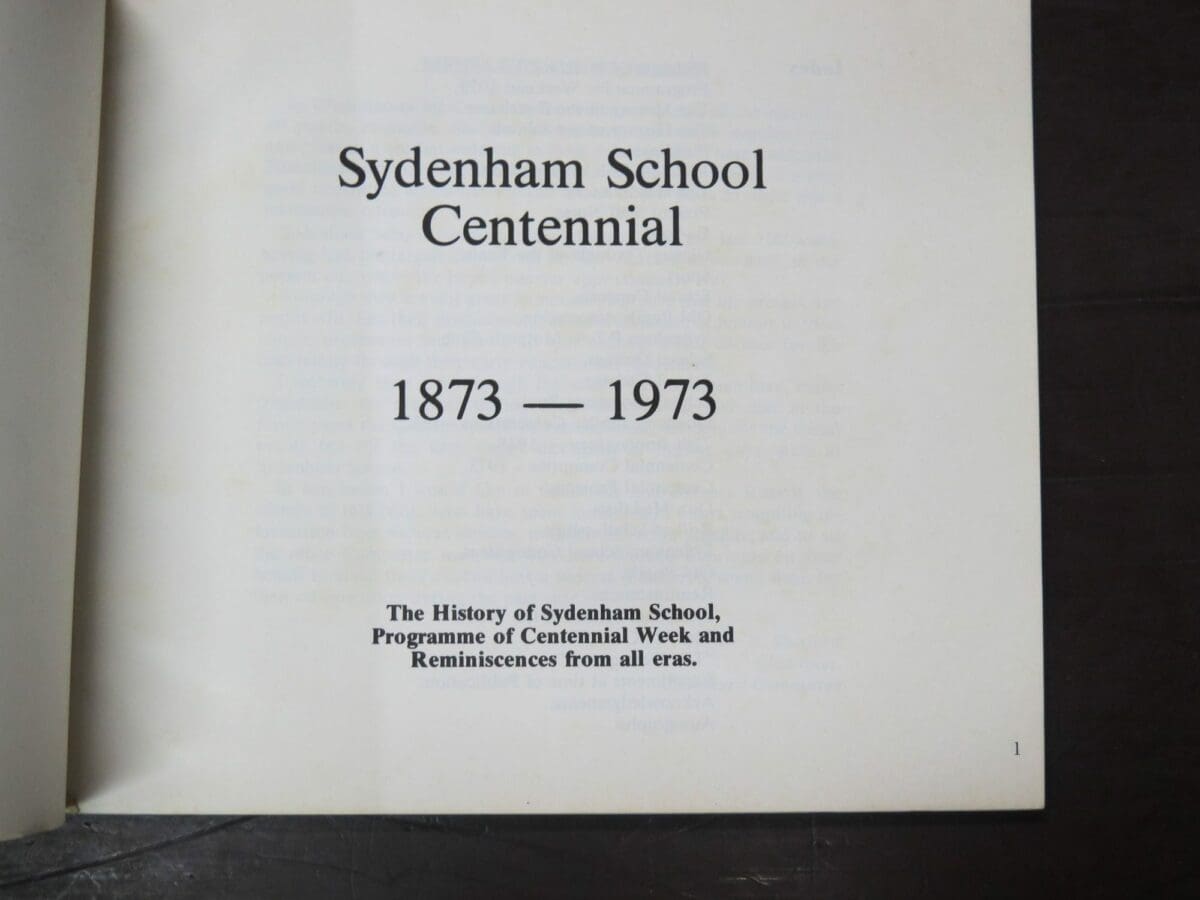 Sydenham School
Centennial
1873 — 1973
The History of Sydenham School,
Programme of Centennial Week and
Reminiscences from all eras.
1